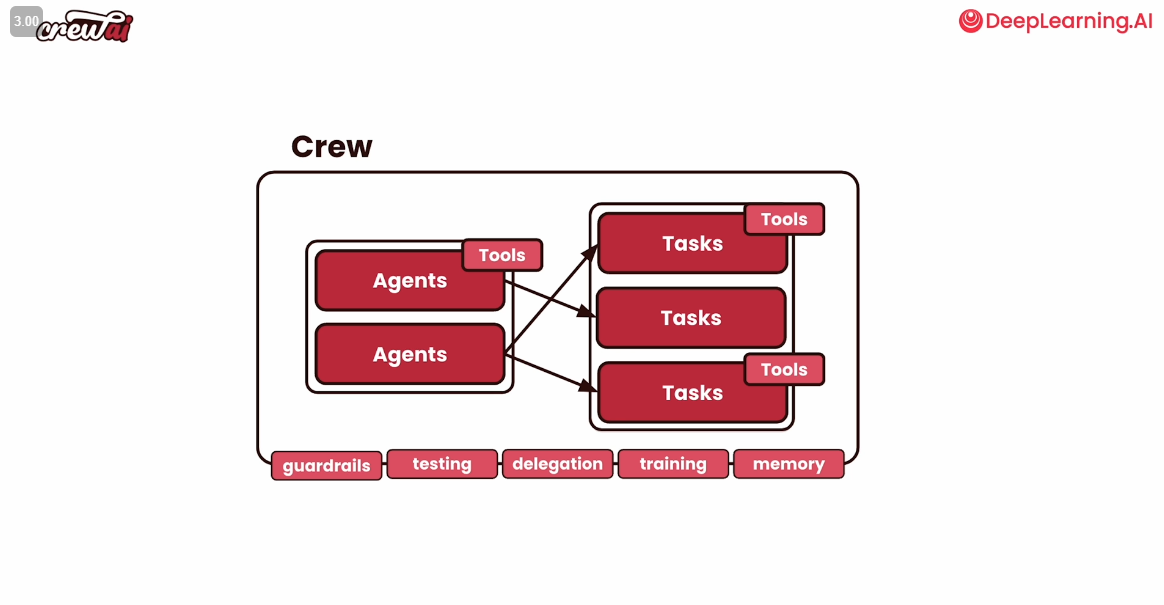 3.00
crewai
DeepLearning.AI
Crew
Agents
Tools
Agents
Tasks
Tools
Tasks
Tasks
Tools
guardrails
testing
delegation
training
memory